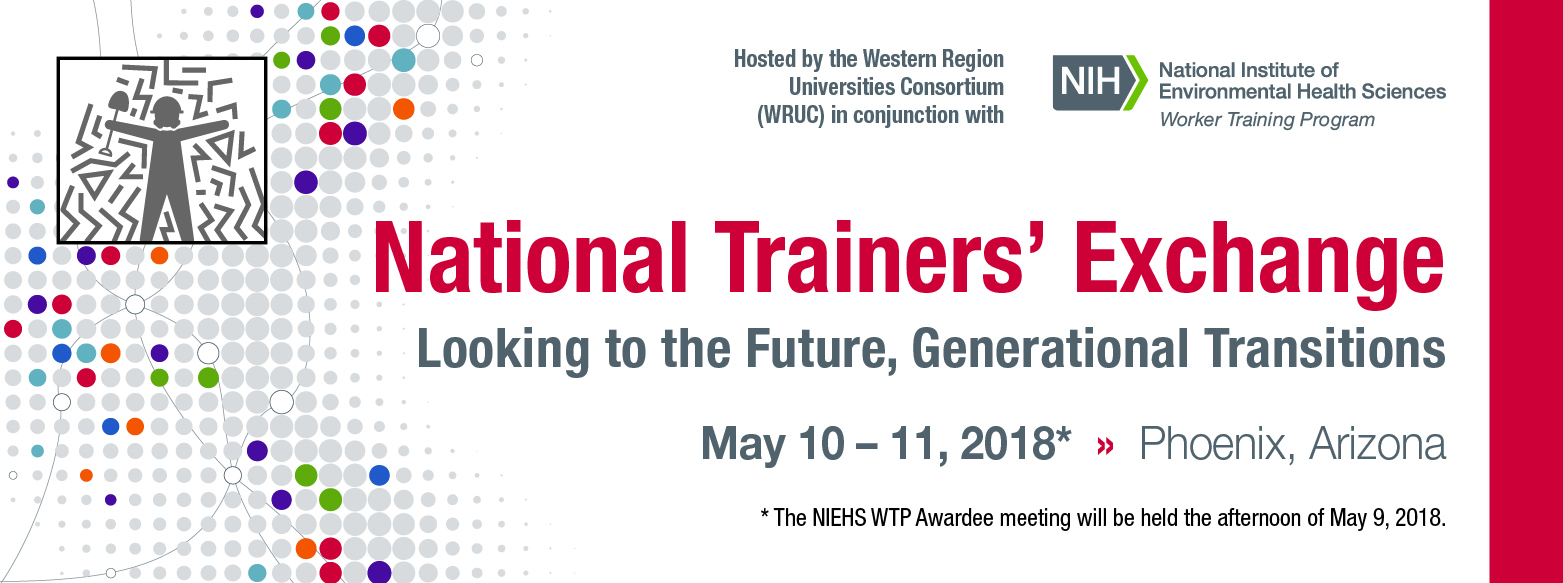 Hosted by the Western Region
Universities Consortium
(WRUC) in conjunction with
NIH
National Institute of
Environmental Health Sciences
Worker Training Program
National Trainers’ Exchange
Looking to the Future, Generational Transitions
May 10 – 11, 2018* » Phoenix, Arizona
* The NIEHS WTP Awardee meeting will be held the afternoon of May 9, 2018.